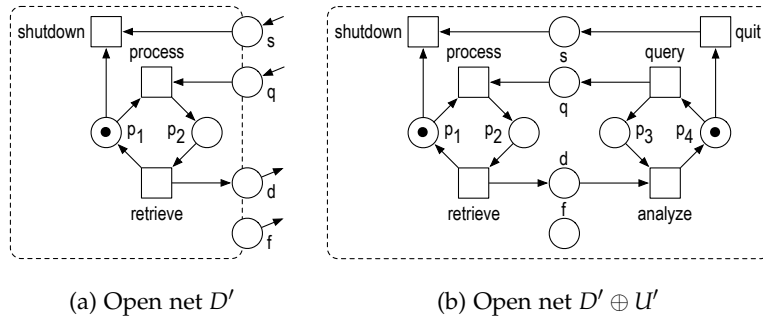 shutdown
s
process
q
p1
p2
d
retrieve
f
shutdown
quit
process
s
query
q
p1
p2
p3
p4
d
f
retrieve
analyze
(a) Open net D′
(b) Open net D′ ⊕ U′